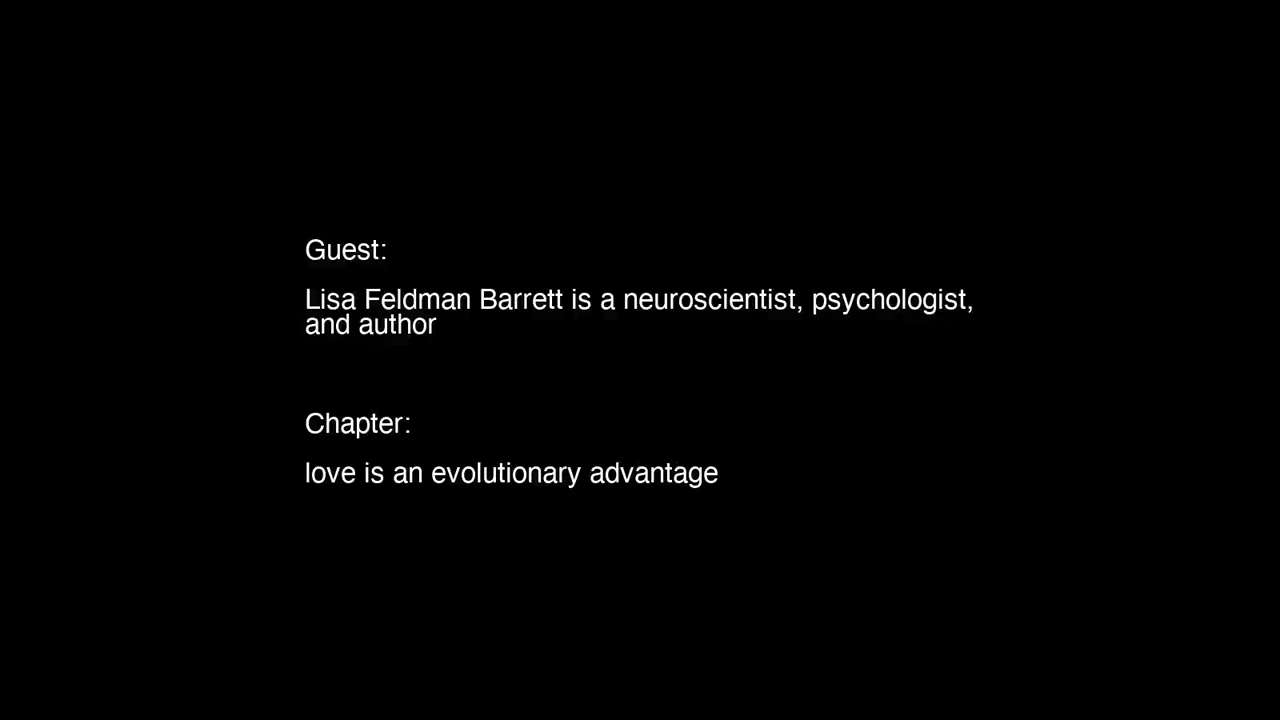 Guest:
Lisa Feldman Barrett is a neuroscientist, psychologist,
and author
Chapter:
love is an evolutionary advantage